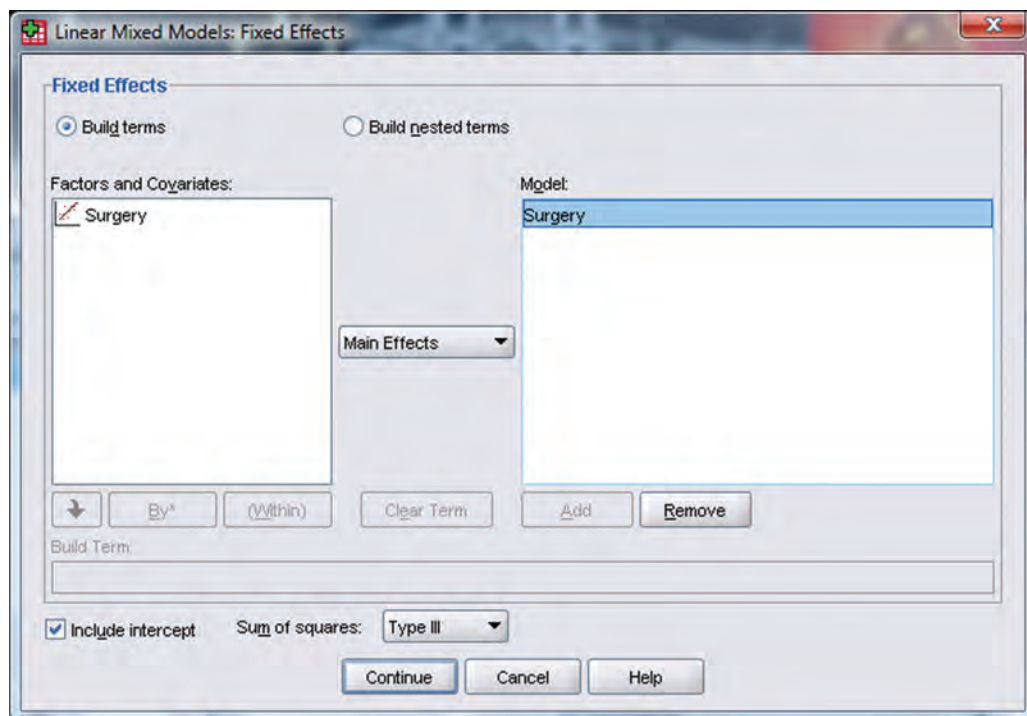 Linear Mixed Models: Fixed Effects
Fixed Effects
Build terms
Build nested terms
Factors and Covariates:
Model:
Surgery
Surgery
Main Effects
By*
(Within)
Clear Term
Add
Remove
Build Term:
Include intercept
Sum of squares:
Type III
Continue
Cancel
Help